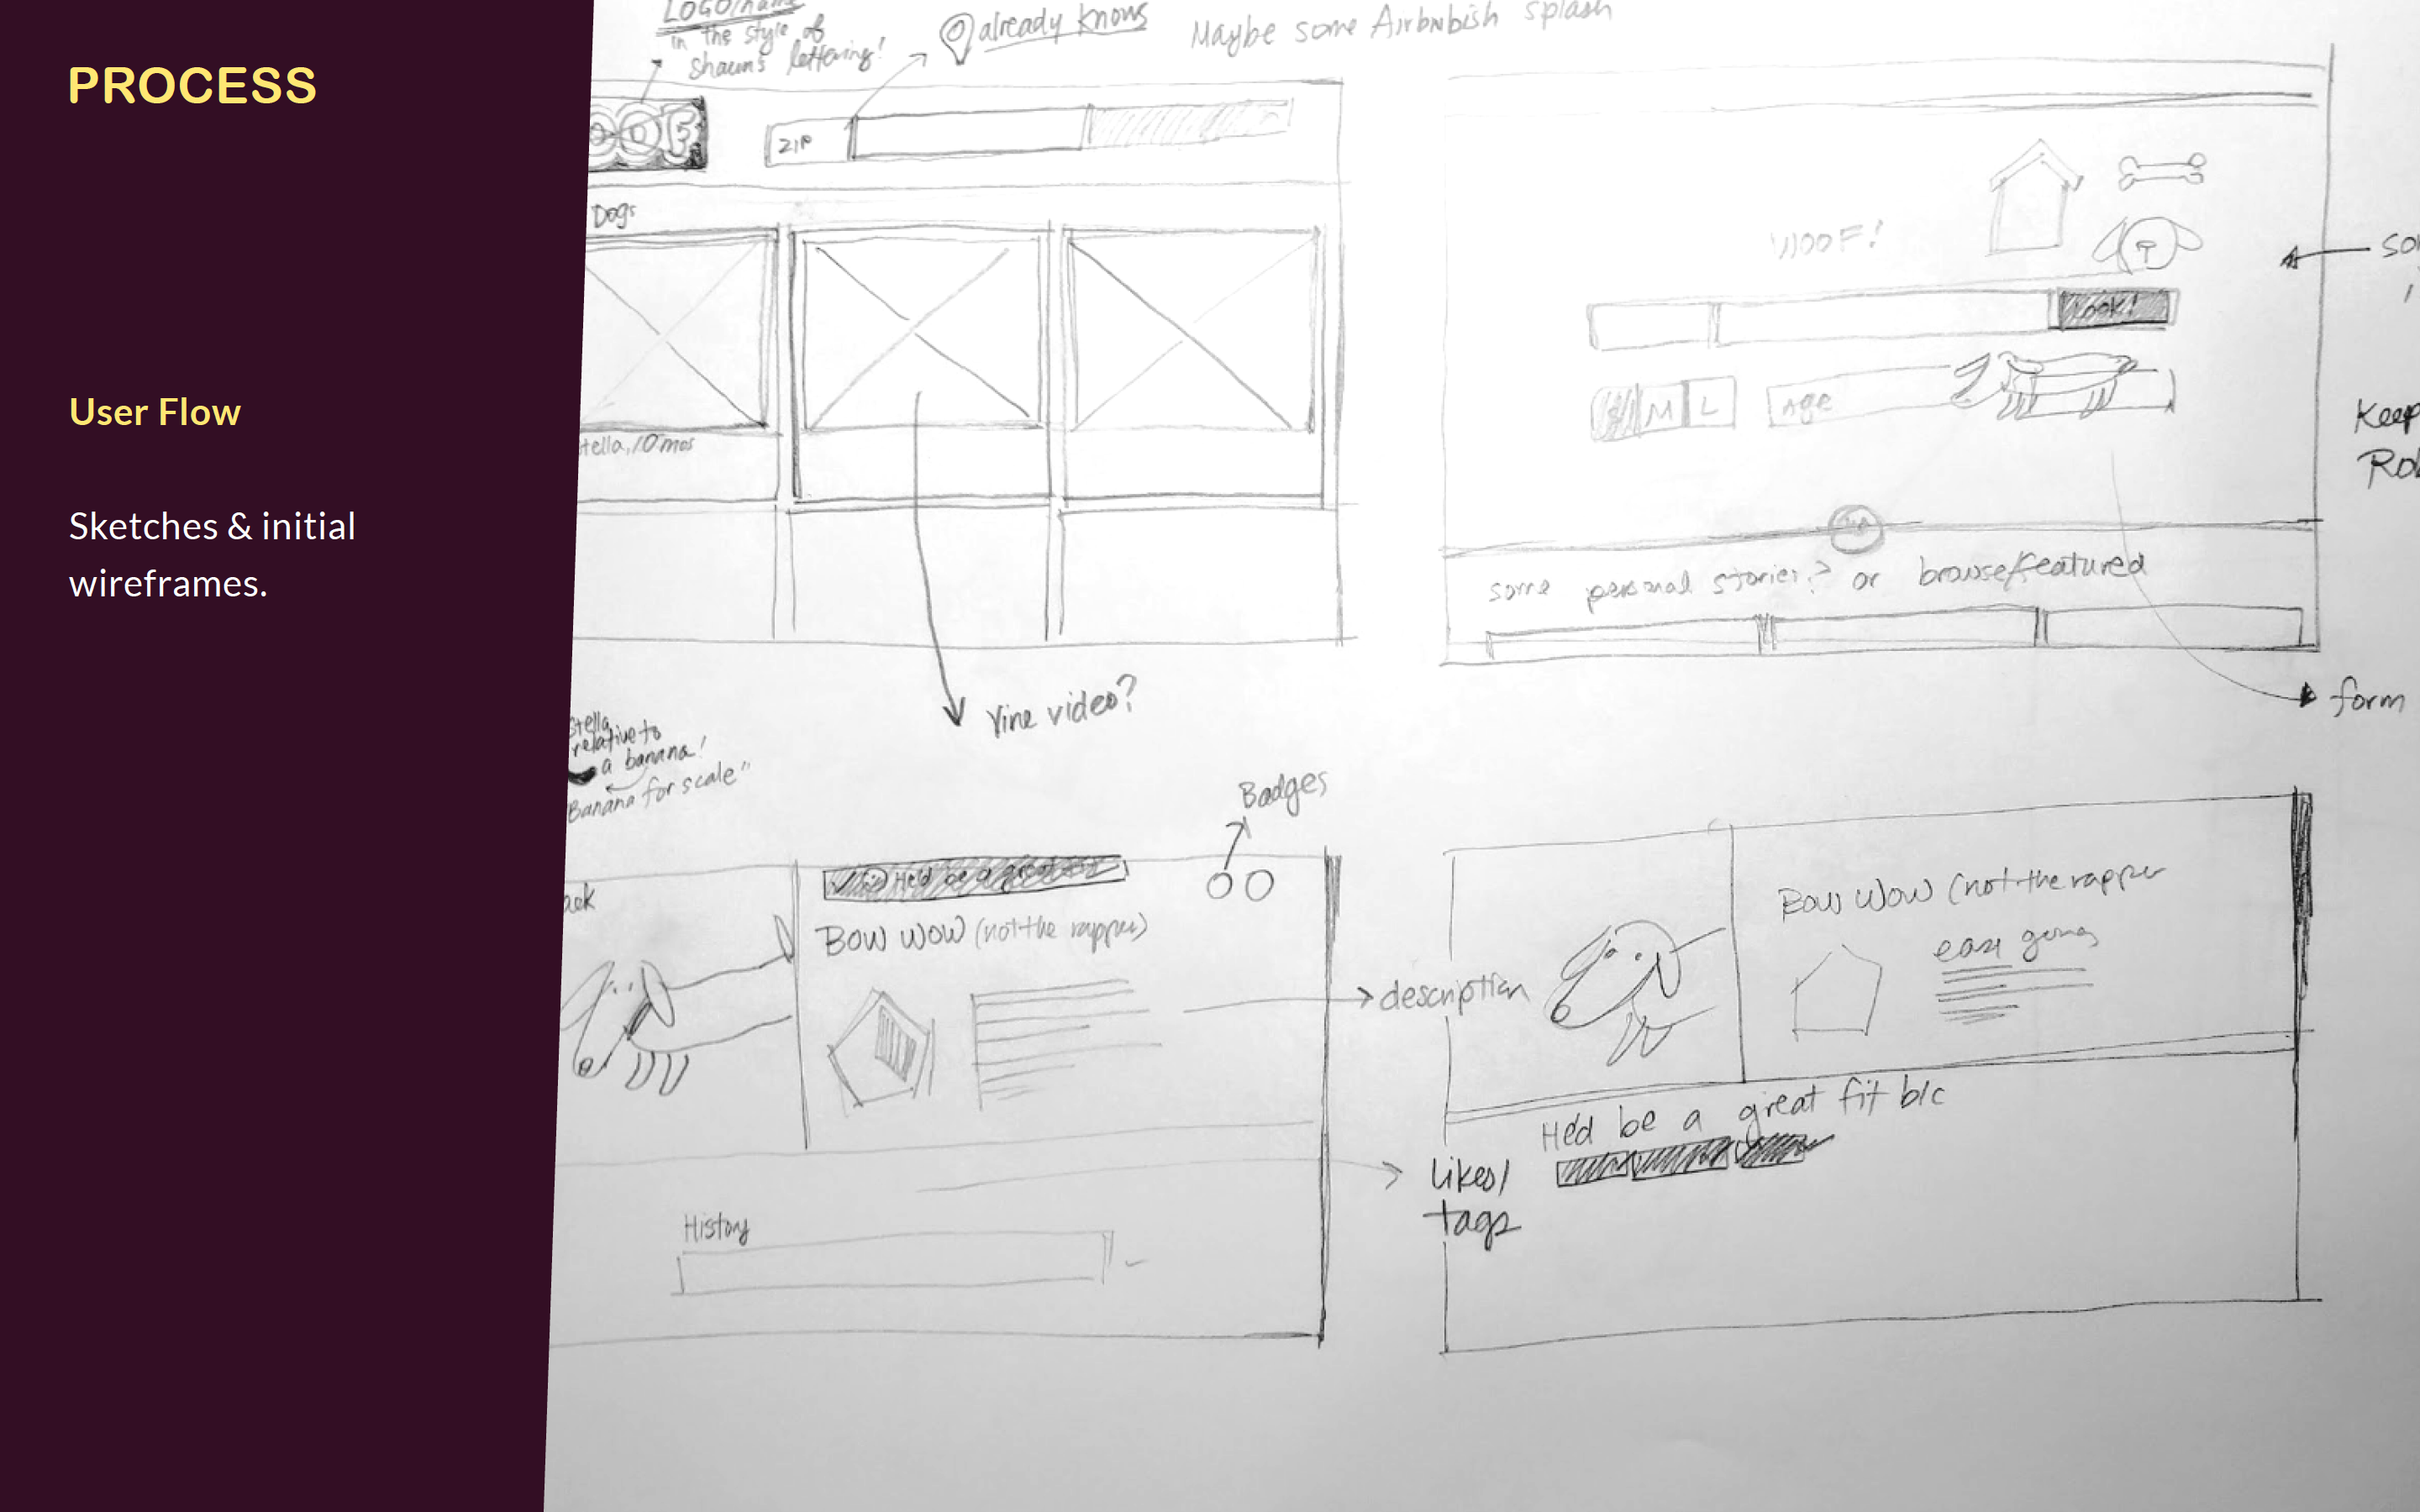 PROCESS
User Flow
Sketches & initial
wireframes.
LOGO/name
in the style of
Shaun's lettering!
already knows
Maybe some Airbnbish splash
OOF
ZIP
Dogs
Stella, 10 mos
Vine video?
WOOF!
Look!
M L
Age
Keep
some personal stories? or browse/featured
form
Stella
relative to
a banana!
Banana for scale"
Badges
He'd be a great
BOW WOW (not the rapper)
description
History
Likes/
tags
Bow Wow (not the rapper
easy going
He'd be a great fit b/c